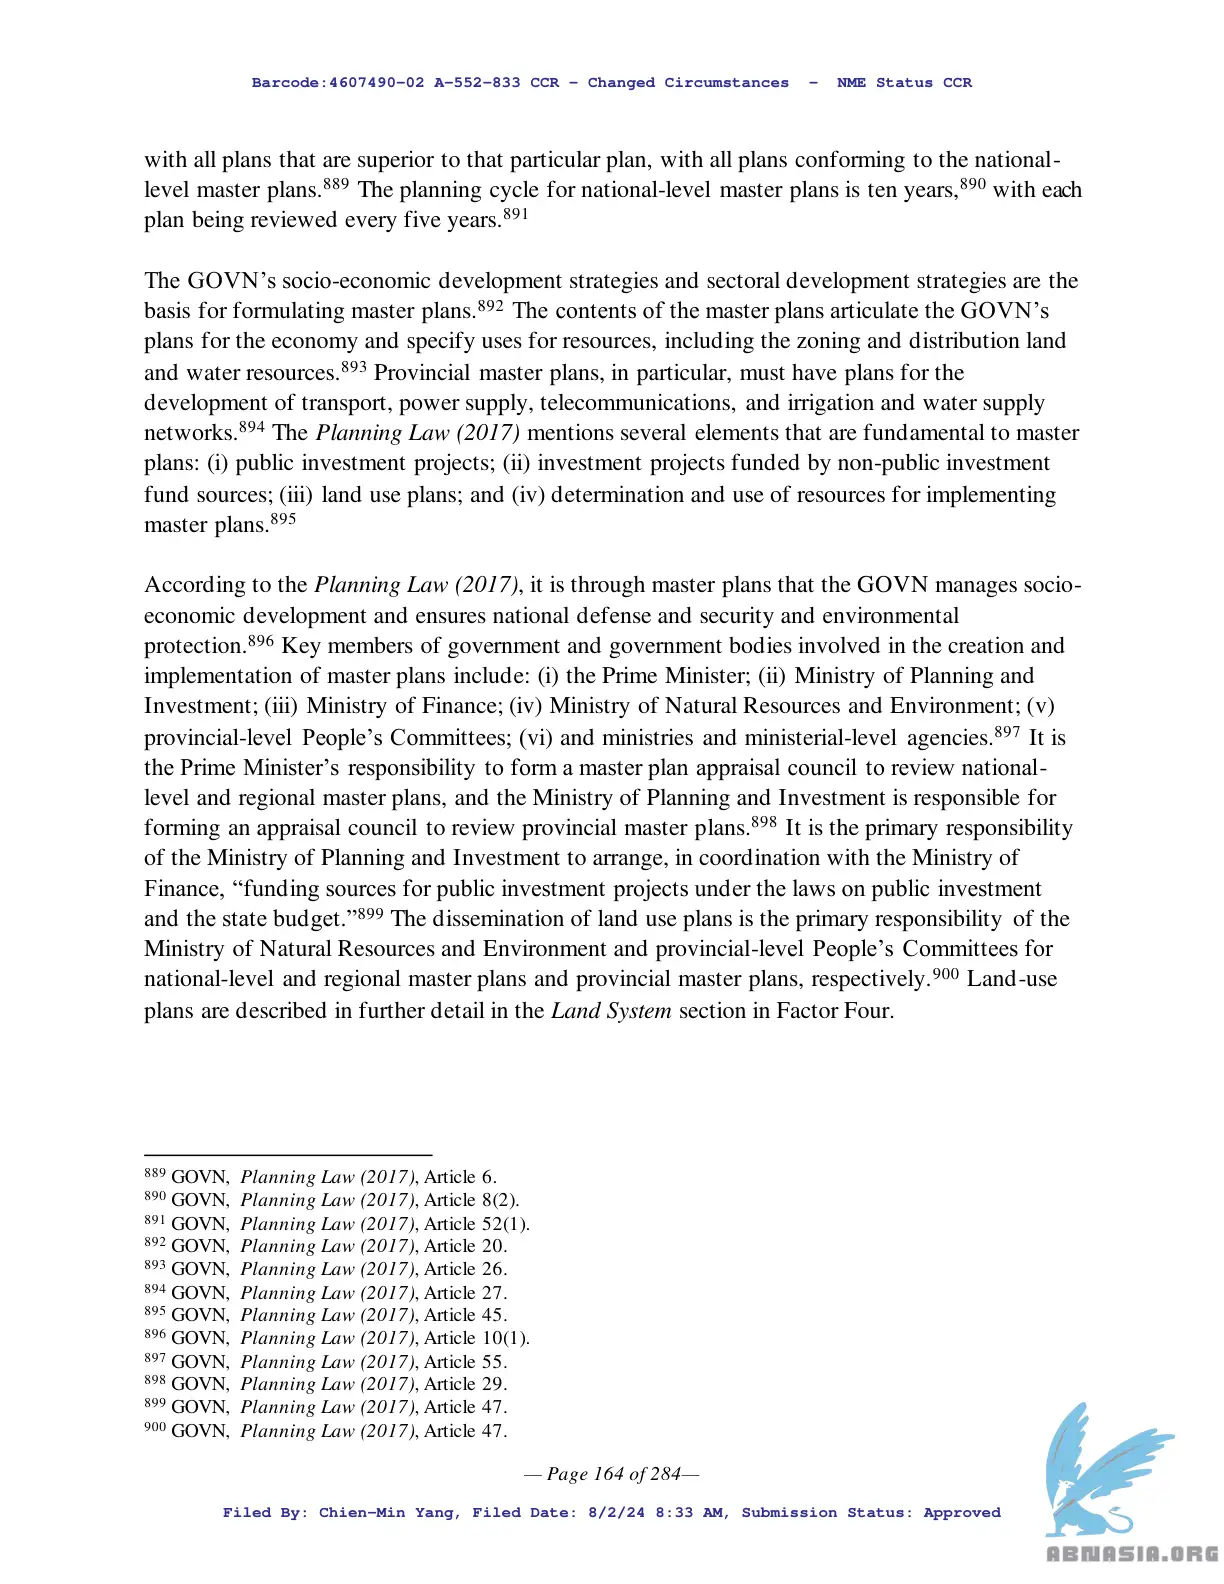 Barcode:4607490-02 A-552-833 CCR - Changed Circumstances  -  NME Status CCR
with all plans that are superior to that particular plan, with all plans conforming to the national-
level master plans.889 The planning cycle for national-level master plans is ten years,890 with each
plan being reviewed every five years.891
The GOVN’s socio-economic development strategies and sectoral development strategies are the
basis for formulating master plans.892 The contents of the master plans articulate the GOVN’s
plans for the economy and specify uses for resources, including the zoning and distribution land
and water resources.893 Provincial master plans, in particular, must have plans for the
development of transport, power supply, telecommunications, and irrigation and water supply
networks.894 The Planning Law (2017) mentions several elements that are fundamental to master
plans: (i) public investment projects; (ii) investment projects funded by non-public investment
fund sources; (iii) land use plans; and (iv) determination and use of resources for implementing
master plans.895
According to the Planning Law (2017), it is through master plans that the GOVN manages socio-
economic development and ensures national defense and security and environmental
protection.896 Key members of government and government bodies involved in the creation and
implementation of master plans include: (i) the Prime Minister; (ii) Ministry of Planning and
Investment; (iii) Ministry of Finance; (iv) Ministry of Natural Resources and Environment; (v)
provincial-level People’s Committees; (vi) and ministries and ministerial-level agencies.897 It is
the Prime Minister’s responsibility to form a master plan appraisal council to review national-
level and regional master plans, and the Ministry of Planning and Investment is responsible for
forming an appraisal council to review provincial master plans.898 It is the primary responsibility
of the Ministry of Planning and Investment to arrange, in coordination with the Ministry of
Finance, “funding sources for public investment projects under the laws on public investment
and the state budget.”899 The dissemination of land use plans is the primary responsibility of the
Ministry of Natural Resources and Environment and provincial-level People’s Committees for
national-level and regional master plans and provincial master plans, respectively.900 Land-use
plans are described in further detail in the Land System section in Factor Four.
889 GOVN, Planning Law (2017), Article 6.
890 GOVN, Planning Law (2017), Article 8(2).
891 GOVN, Planning Law (2017), Article 52(1).
892 GOVN, Planning Law (2017), Article 20.
893 GOVN, Planning Law (2017), Article 26.
894 GOVN, Planning Law (2017), Article 27.
895 GOVN, Planning Law (2017), Article 45.
896 GOVN, Planning Law (2017), Article 10(1).
897 GOVN, Planning Law (2017), Article 55.
898 GOVN, Planning Law (2017), Article 29.
899 GOVN, Planning Law (2017), Article 47.
900 GOVN, Planning Law (2017), Article 47.
— Page 164 of 284—
Filed By: Chien-Min Yang, Filed Date: 8/2/24 8:33 AM, Submission Status: Approved
ABNASIA.ORG